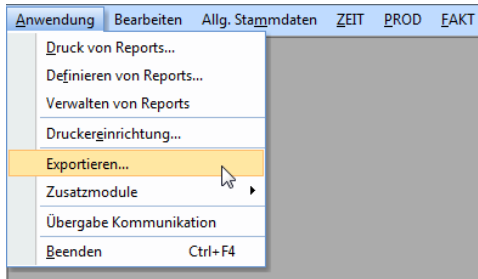 Anwendung Bearbeiten Allg. Stammdaten ZEIT PROD FAKT
Druck von Reports...
Definieren von Reports...
Verwalten von Reports
Druckereinrichtung...
Exportieren...
Zusatzmodule
Übergabe Kommunikation
Beenden Ctrl+F4